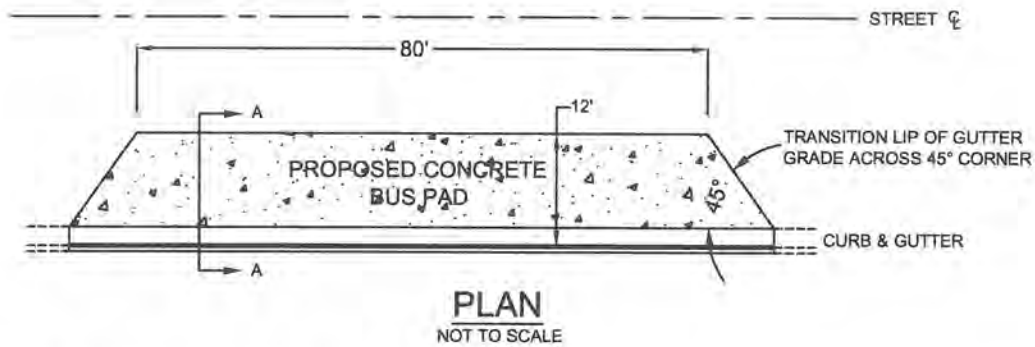 STREET ℄
80'
A
12'
TRANSITION LIP OF GUTTER
GRADE ACROSS 45° CORNER
PROPOSED CONCRETE
BUS PAD
45°
CURB & GUTTER
A
PLAN
NOT TO SCALE